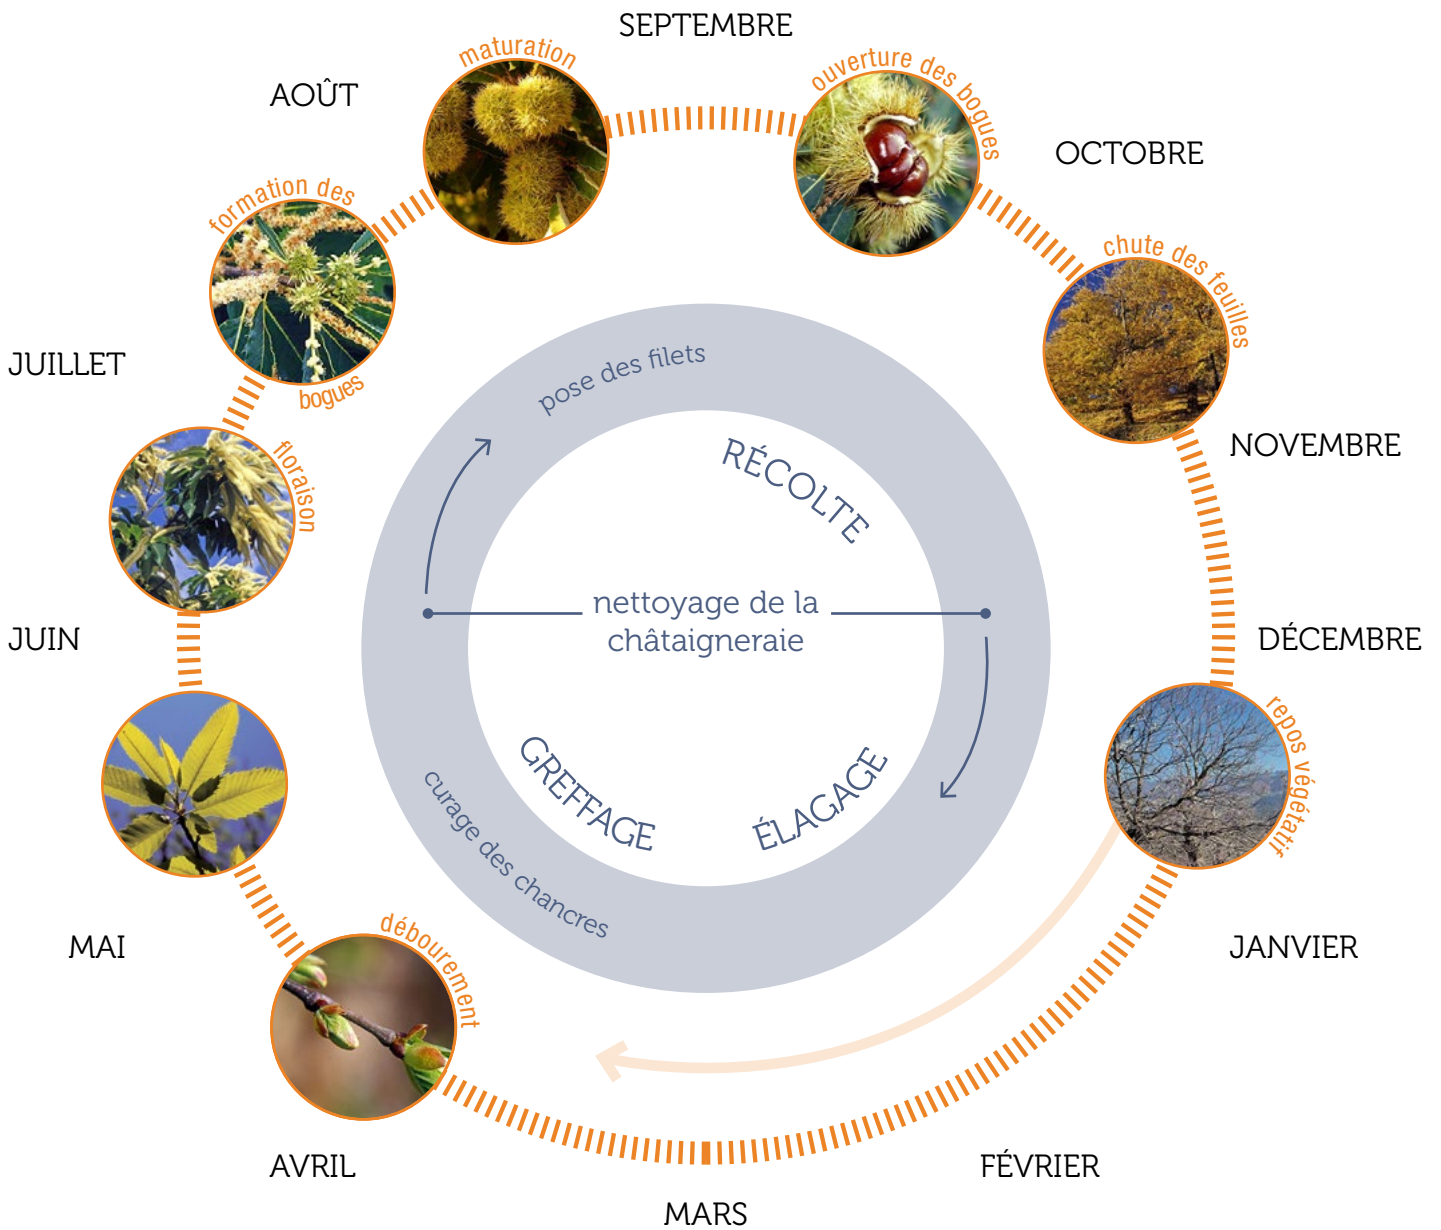 SEPTEMBRE
maturation
ouverture des bogues
AOÛT
OCTOBRE
formation des
bogues
chute des feuilles
JUILLET
pose des filets
NOVEMBRE
floraison
RÉCOLTE
nettoyage de la
châtaigneraie
JUIN
DÉCEMBRE
repos végétatif
GREFFAGE
ÉLAGAGE
curage des chancres
MAI
débourement
JANVIER
AVRIL
FÉVRIER
MARS